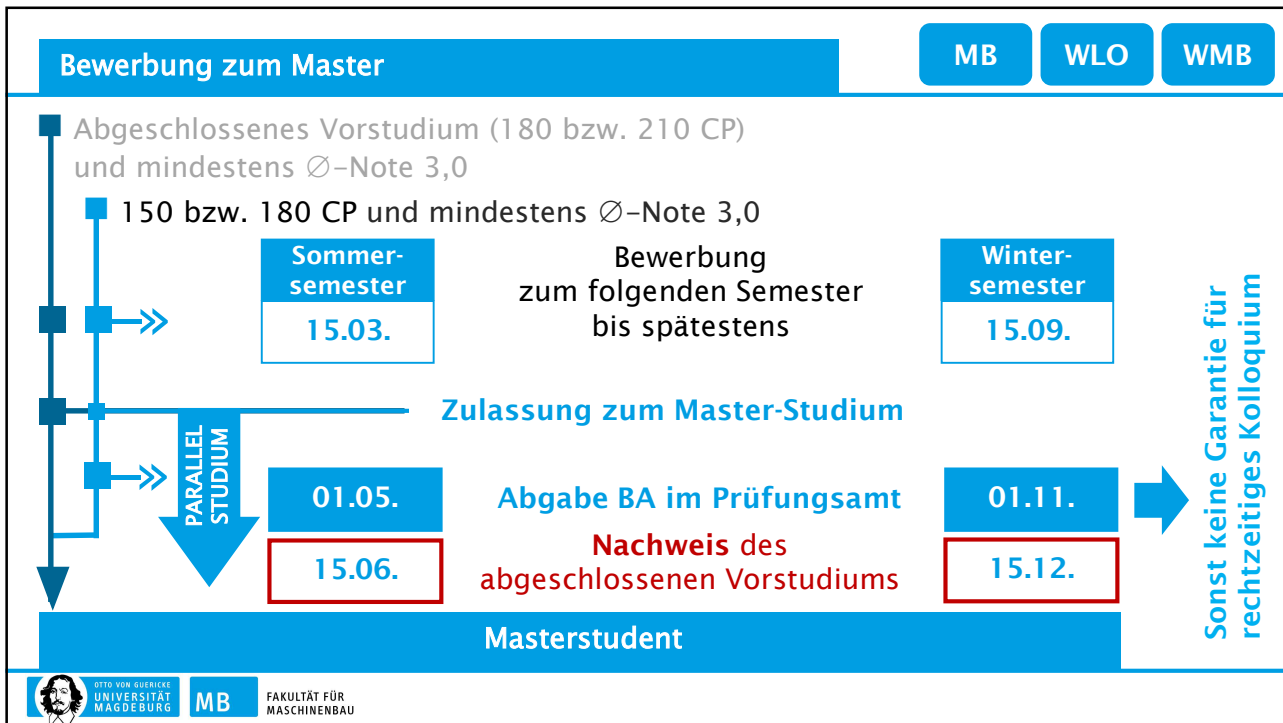 Bewerbung zum Master
MB
WLO
WMB
Abgeschlossenes Vorstudium (180 bzw. 210 CP)
und mindestens ∅–Note 3,0
150 bzw. 180 CP und mindestens ∅–Note 3,0
Sommer-
semester
15.03.
Bewerbung
zum folgenden Semester
bis spätestens
Winter-
semester
15.09.
Zulassung zum Master-Studium
PARALLEL
STUDIUM
01.05.
Abgabe BA im Prüfungsamt
01.11.
15.06.
Nachweis des
abgeschlossenen Vorstudiums
15.12.
Sonst keine Garantie für
rechtzeitiges Kolloquium
Masterstudent
OTTO VON GUERICKE
UNIVERSITÄT
MAGDEBURG
MB
FAKULTÄT FÜR
MASCHINENBAU